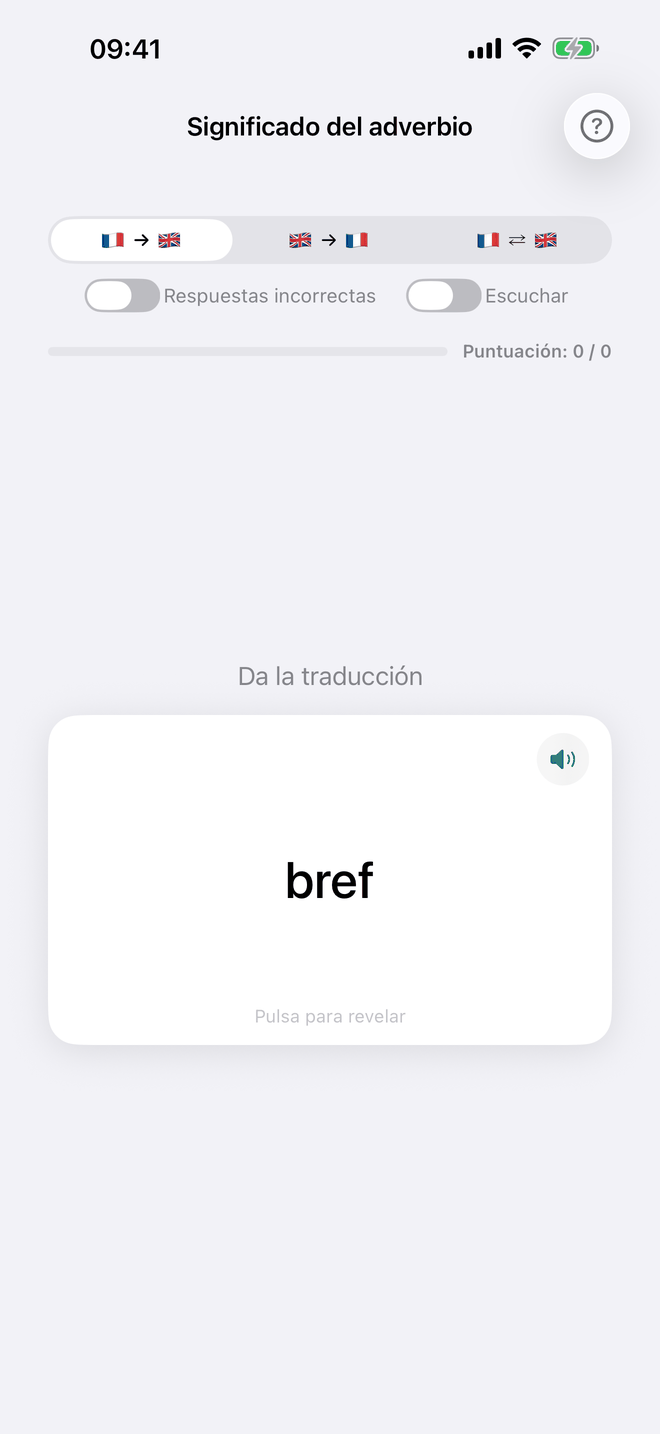 09:41
Significado del adverbio
🇫🇷 → 🇬🇧
🇬🇧 → 🇫🇷
🇫🇷 ⇄ 🇬🇧
Respuestas incorrectas
Escuchar
Puntuación: 0 / 0
Da la traducción
bref
Pulsa para revelar